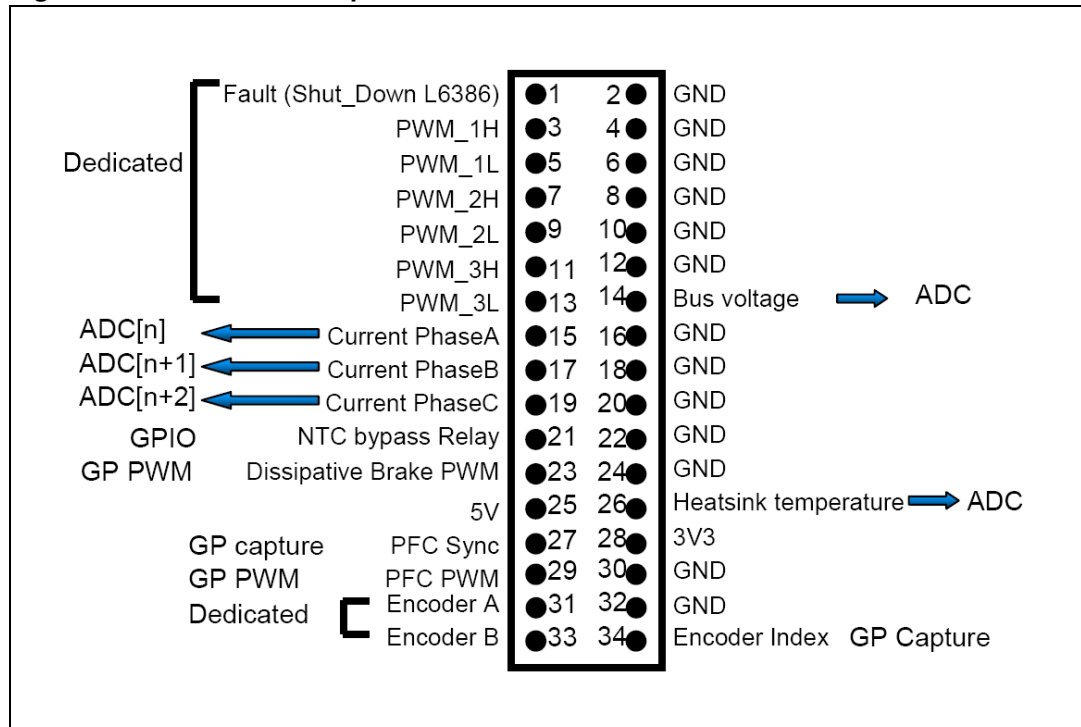 Fault (Shut_Down L6386) 1 2 GND
PWM_1H 3 4 GND
Dedicated PWM_1L 5 6 GND
PWM_2H 7 8 GND
PWM_2L 9 10 GND
PWM_3H 11 12 GND
PWM_3L 13 14 Bus voltage ADC
ADC[n] Current PhaseA 15 16 GND
ADC[n+1] Current PhaseB 17 18 GND
ADC[n+2] Current PhaseC 19 20 GND
GPIO NTC bypass Relay 21 22 GND
GP PWM Dissipative Brake PWM 23 24 GND
5V 25 26 Heatsink temperature ADC
GP capture PFC Sync 27 28 3V3
GP PWM PFC PWM 29 30 GND
Dedicated Encoder A 31 32 GND
Encoder B 33 34 Encoder Index GP Capture